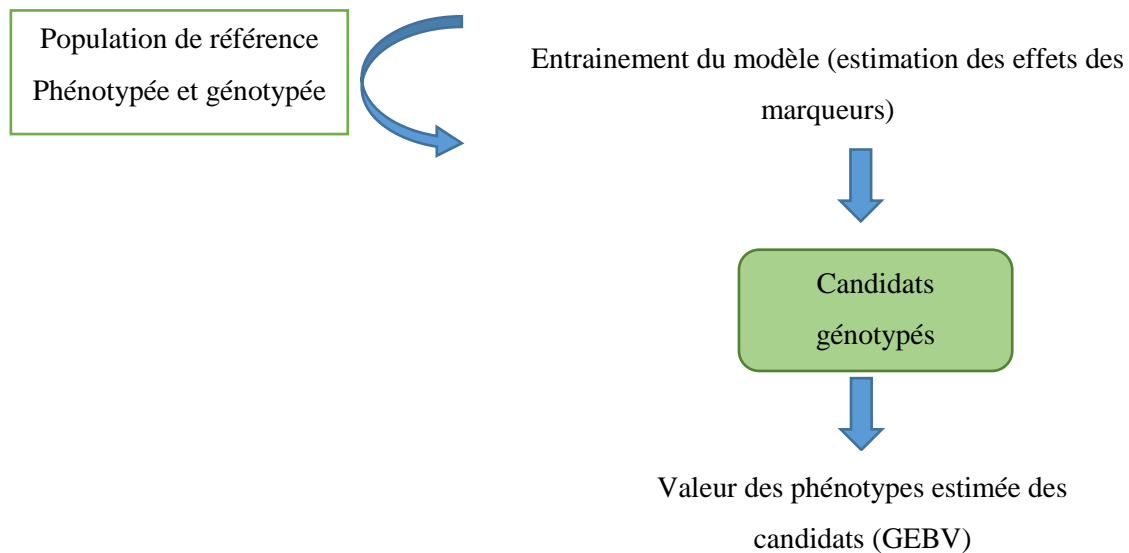 Population de référence
Phénotypée et génotypée
Entrainement du modèle (estimation des effets des
marqueurs)
Candidats
génotypés
Valeur des phénotypes estimée des
candidats (GEBV)